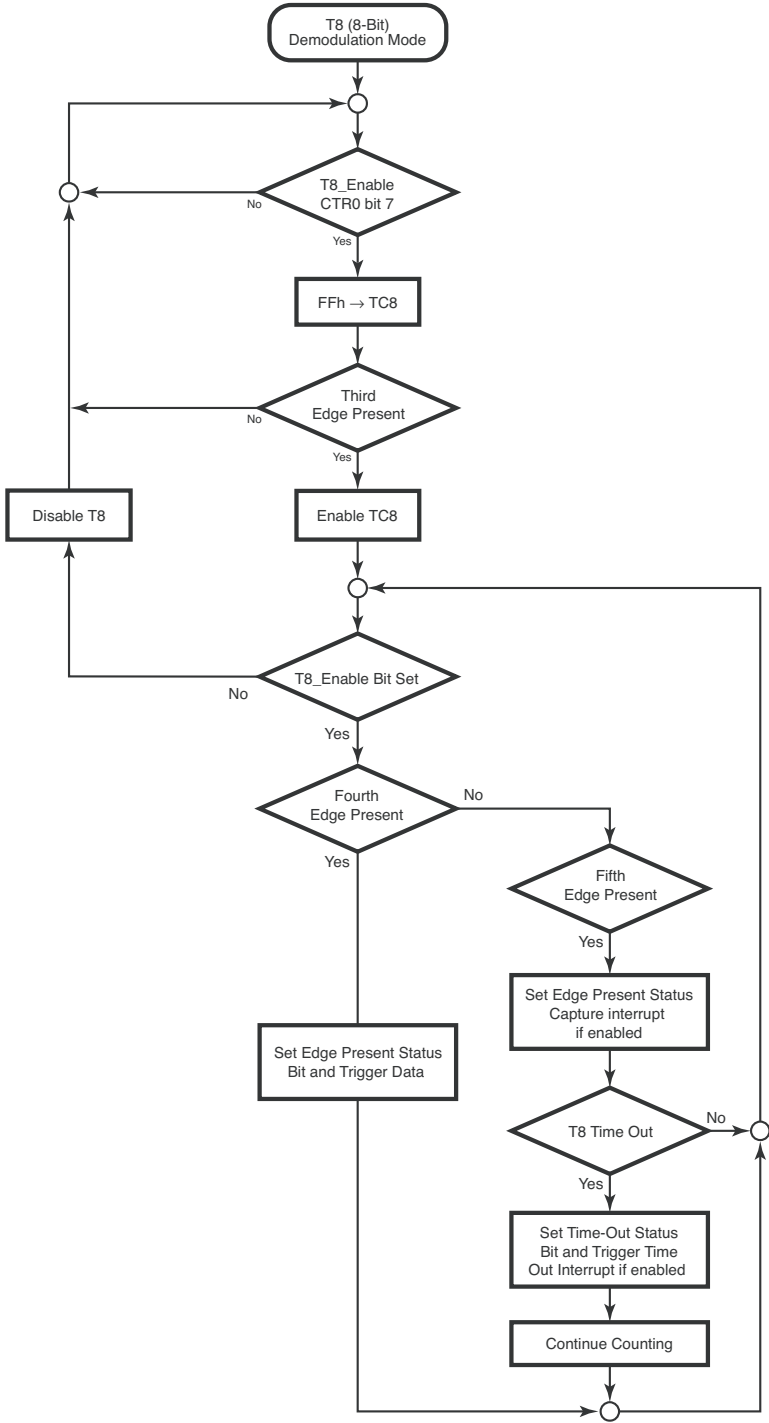 T8 (8-Bit)
Demodulation Mode
T8_Enable
CTR0 bit 7
No
Yes
FFh → TC8
Third
Edge Present
No
Yes
Disable T8
Enable TC8
T8_Enable Bit Set
No
Yes
Fourth
Edge Present
No
Yes
Fifth
Edge Present
Yes
Set Edge Present Status
Capture interrupt
if enabled
Set Edge Present Status
Bit and Trigger Data
T8 Time Out
No
Yes
Set Time-Out Status
Bit and Trigger Time
Out Interrupt if enabled
Continue Counting